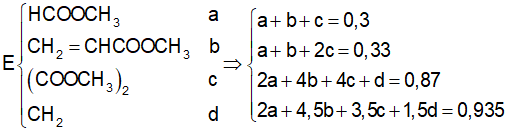 E { HCOOCH₃ a
CH₂ = CHCOOCH₃ b
(COOCH₃)₂ c
CH₂ d
⇒ { a + b + c = 0,3
a + b + 2c = 0,33
2a + 4b + 4c + d = 0,87
2a + 4,5b + 3,5c + 1,5d = 0,935